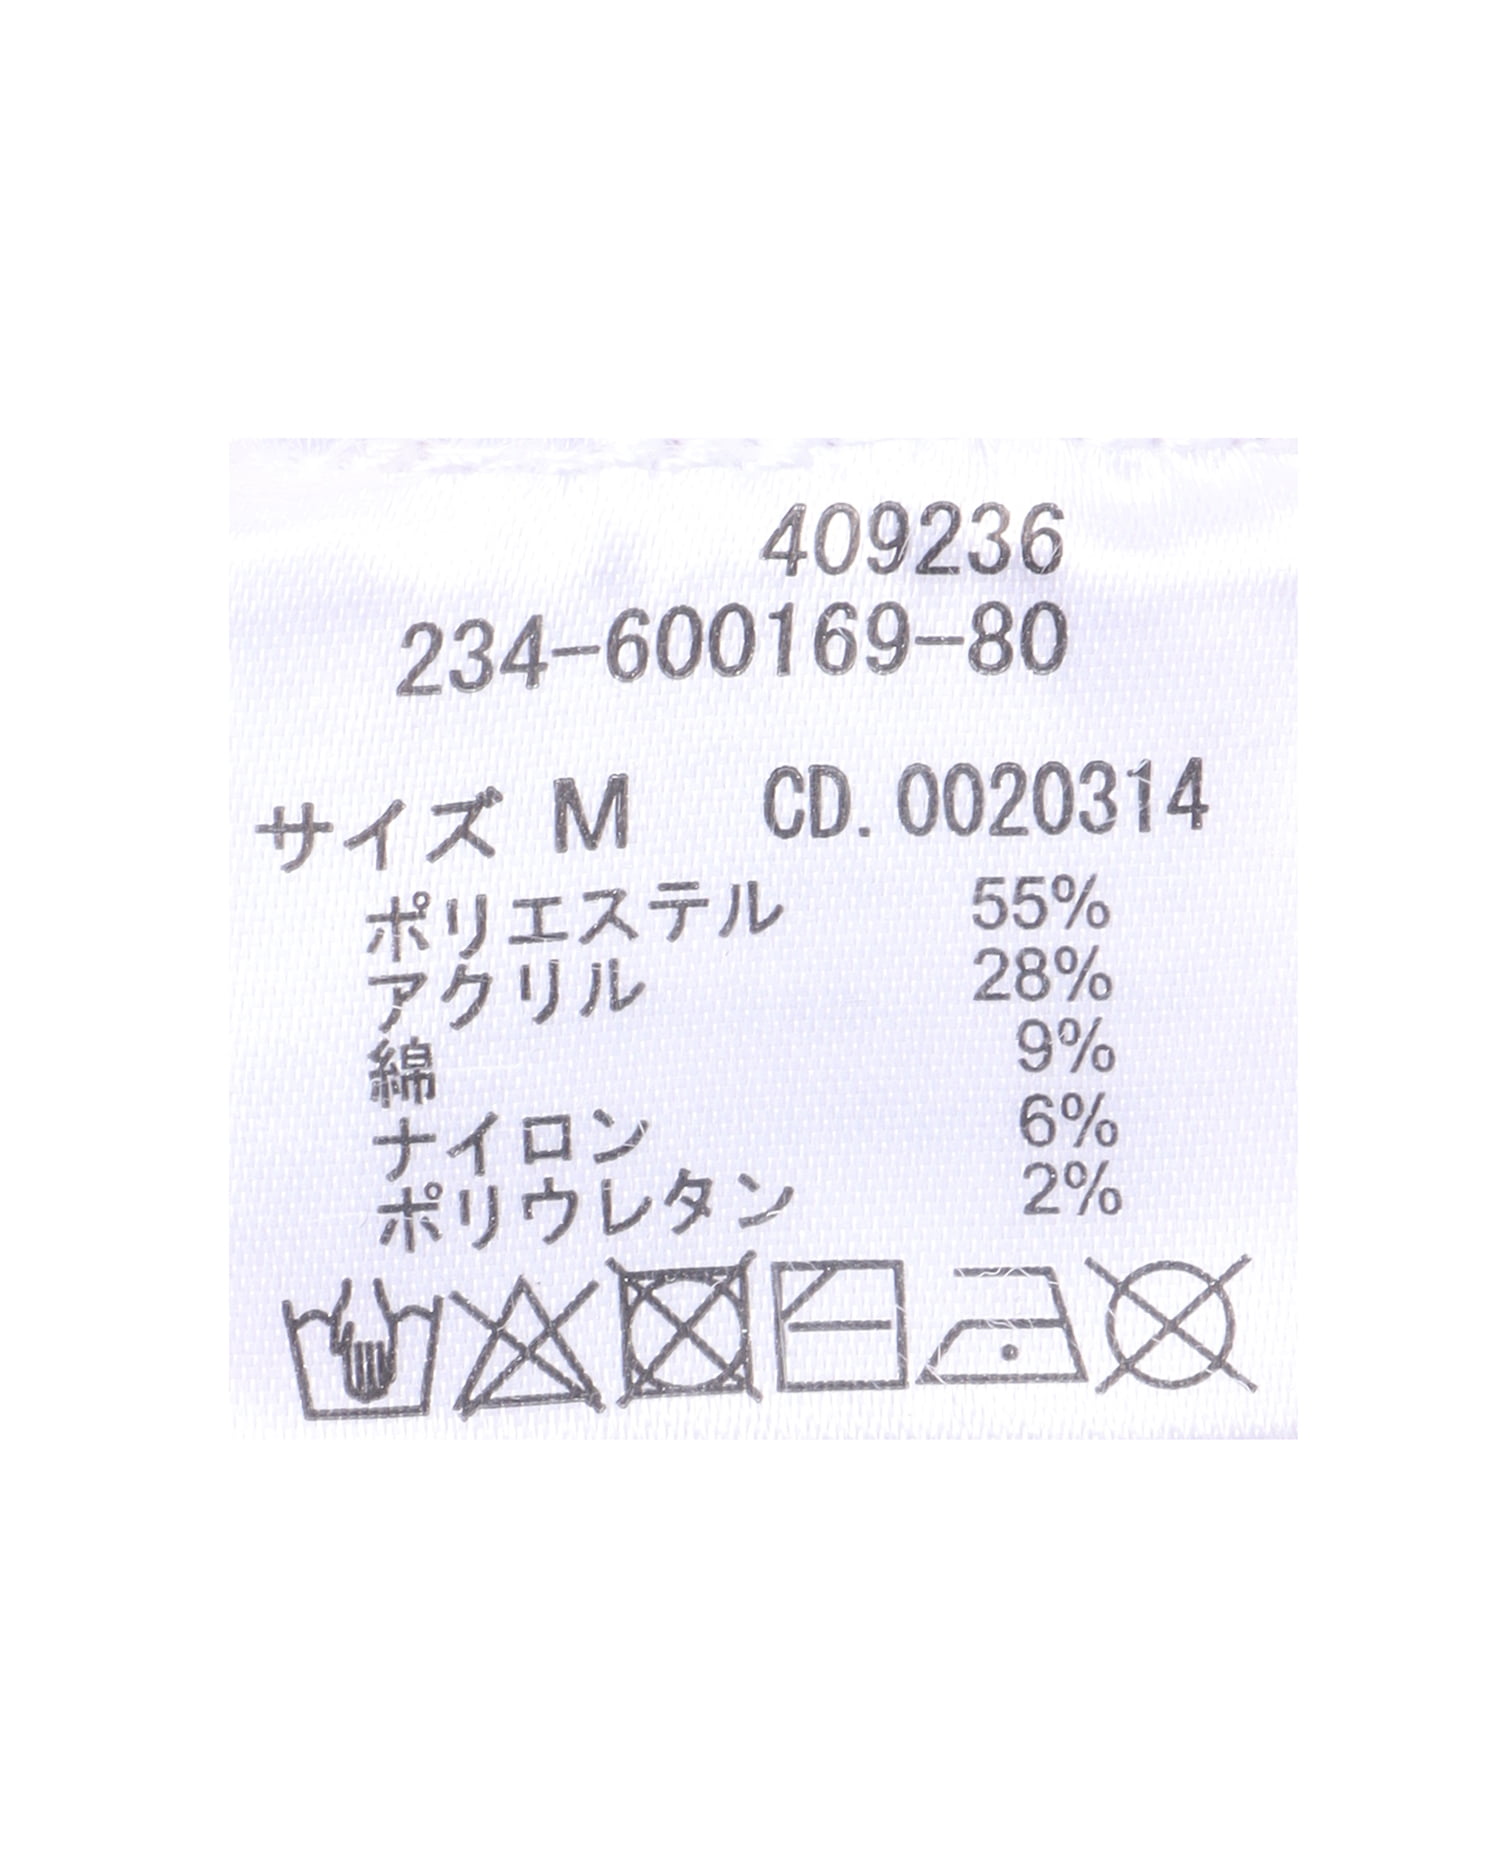 409236
234-600169-80
サイズ M CD.0020314
ポリエステル 55%
アクリル 28%
綿 9%
ナイロン 6%
ポリウレタン 2%